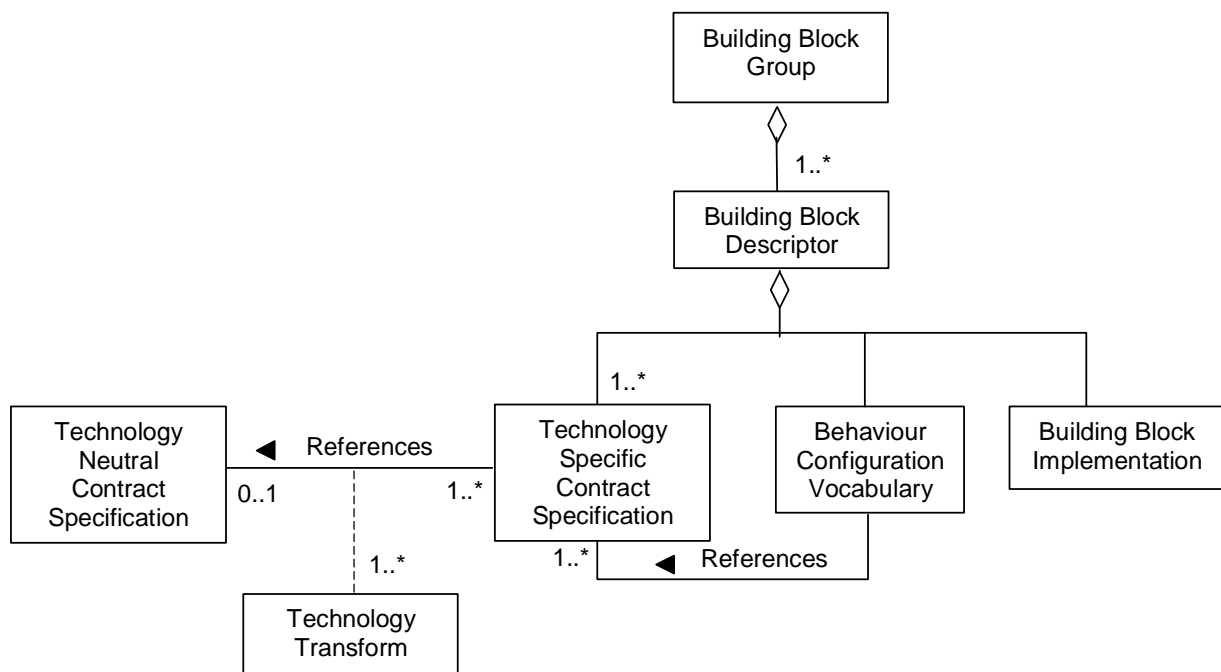 Building Block
Group
1..*
Building Block
Descriptor
1..*
Technology
Neutral
Contract
Specification
◄ References
0..1
1..*
Technology
Specific
Contract
Specification
Behaviour
Configuration
Vocabulary
Building Block
Implementation
1..*
◄ References
1..*
Technology
Transform